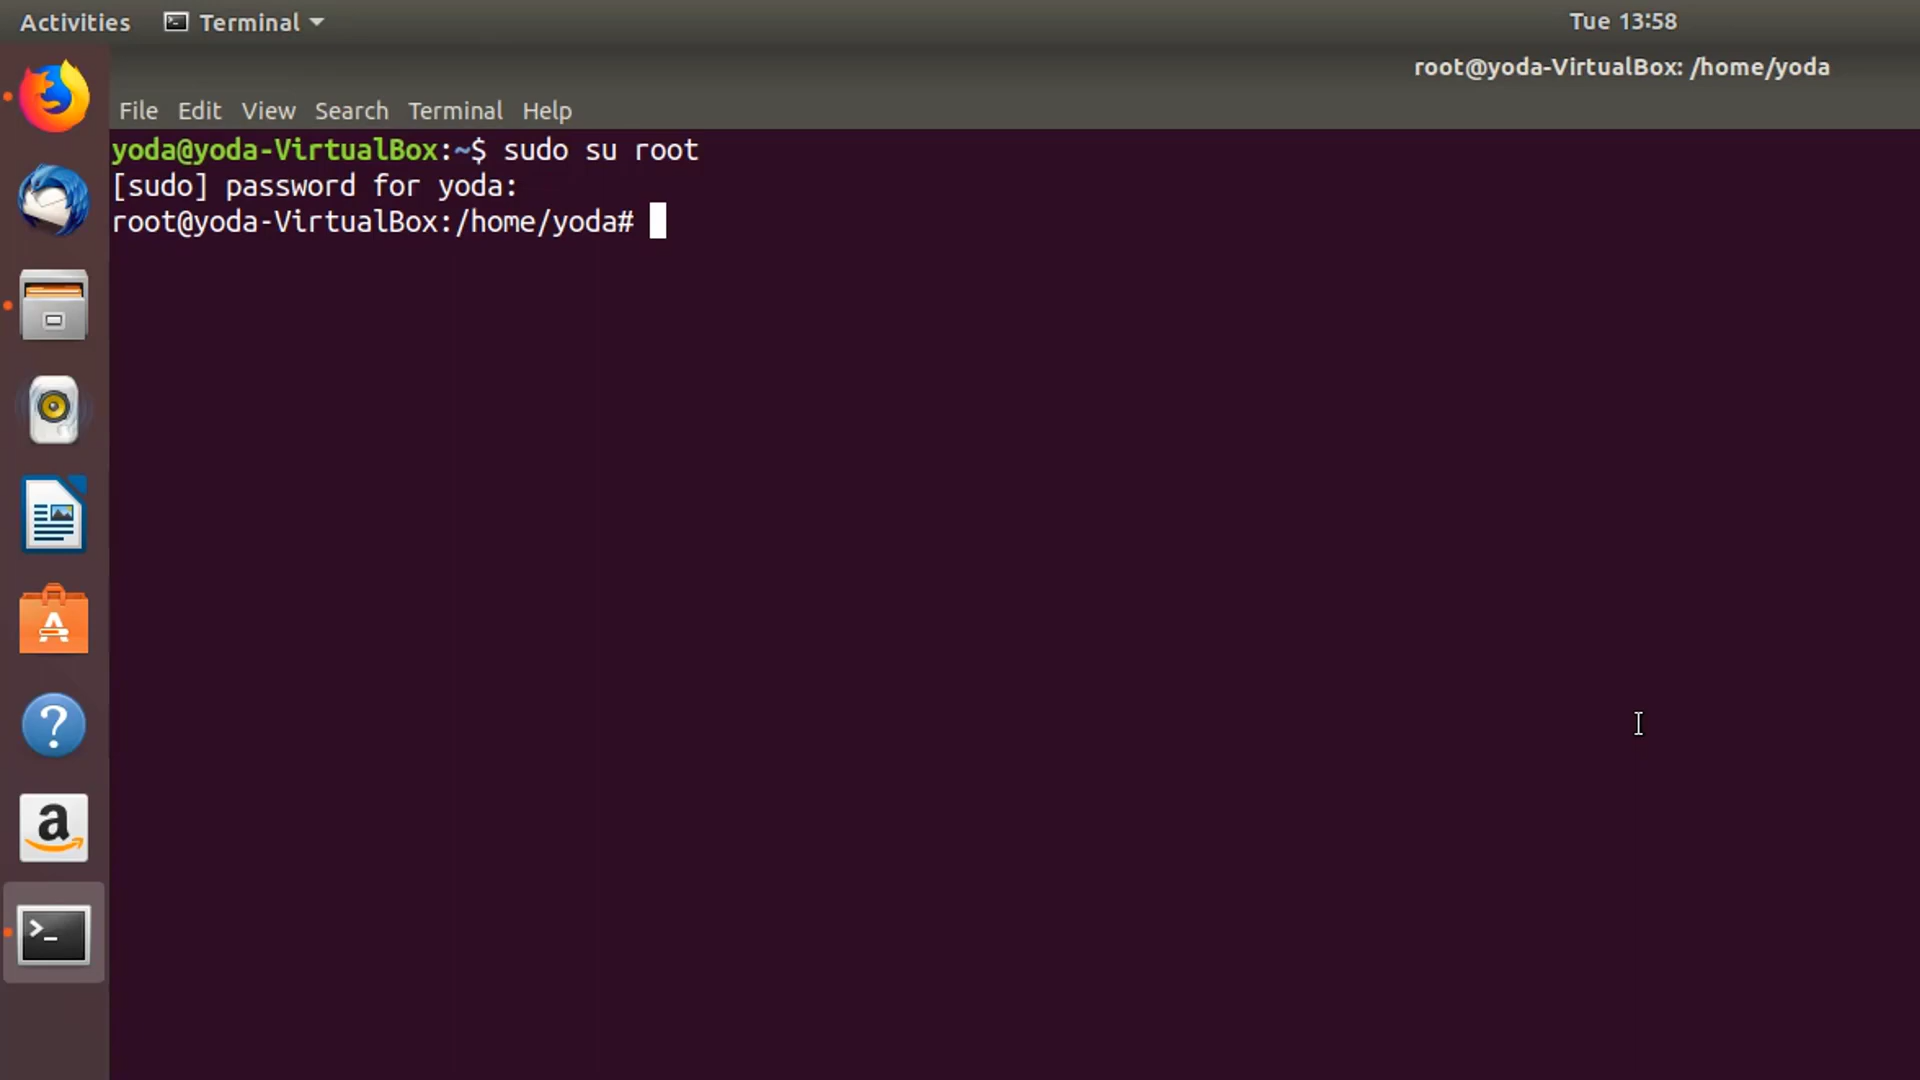 Activities Terminal Tue 13:58
root@yoda-VirtualBox: /home/yoda
File Edit View Search Terminal Help
yoda@yoda-VirtualBox:~$ sudo su root
[sudo] password for yoda:
root@yoda-VirtualBox:/home/yoda#